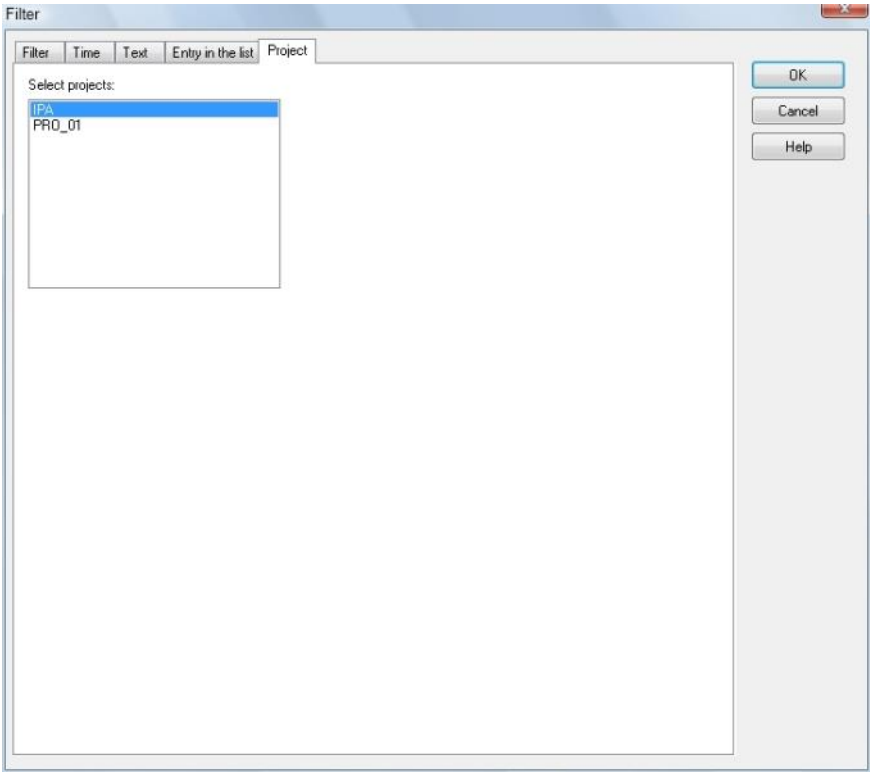 Filter
Filter Time Text Entry in the list Project
Select projects:
IPA
PRO_01
OK
Cancel
Help